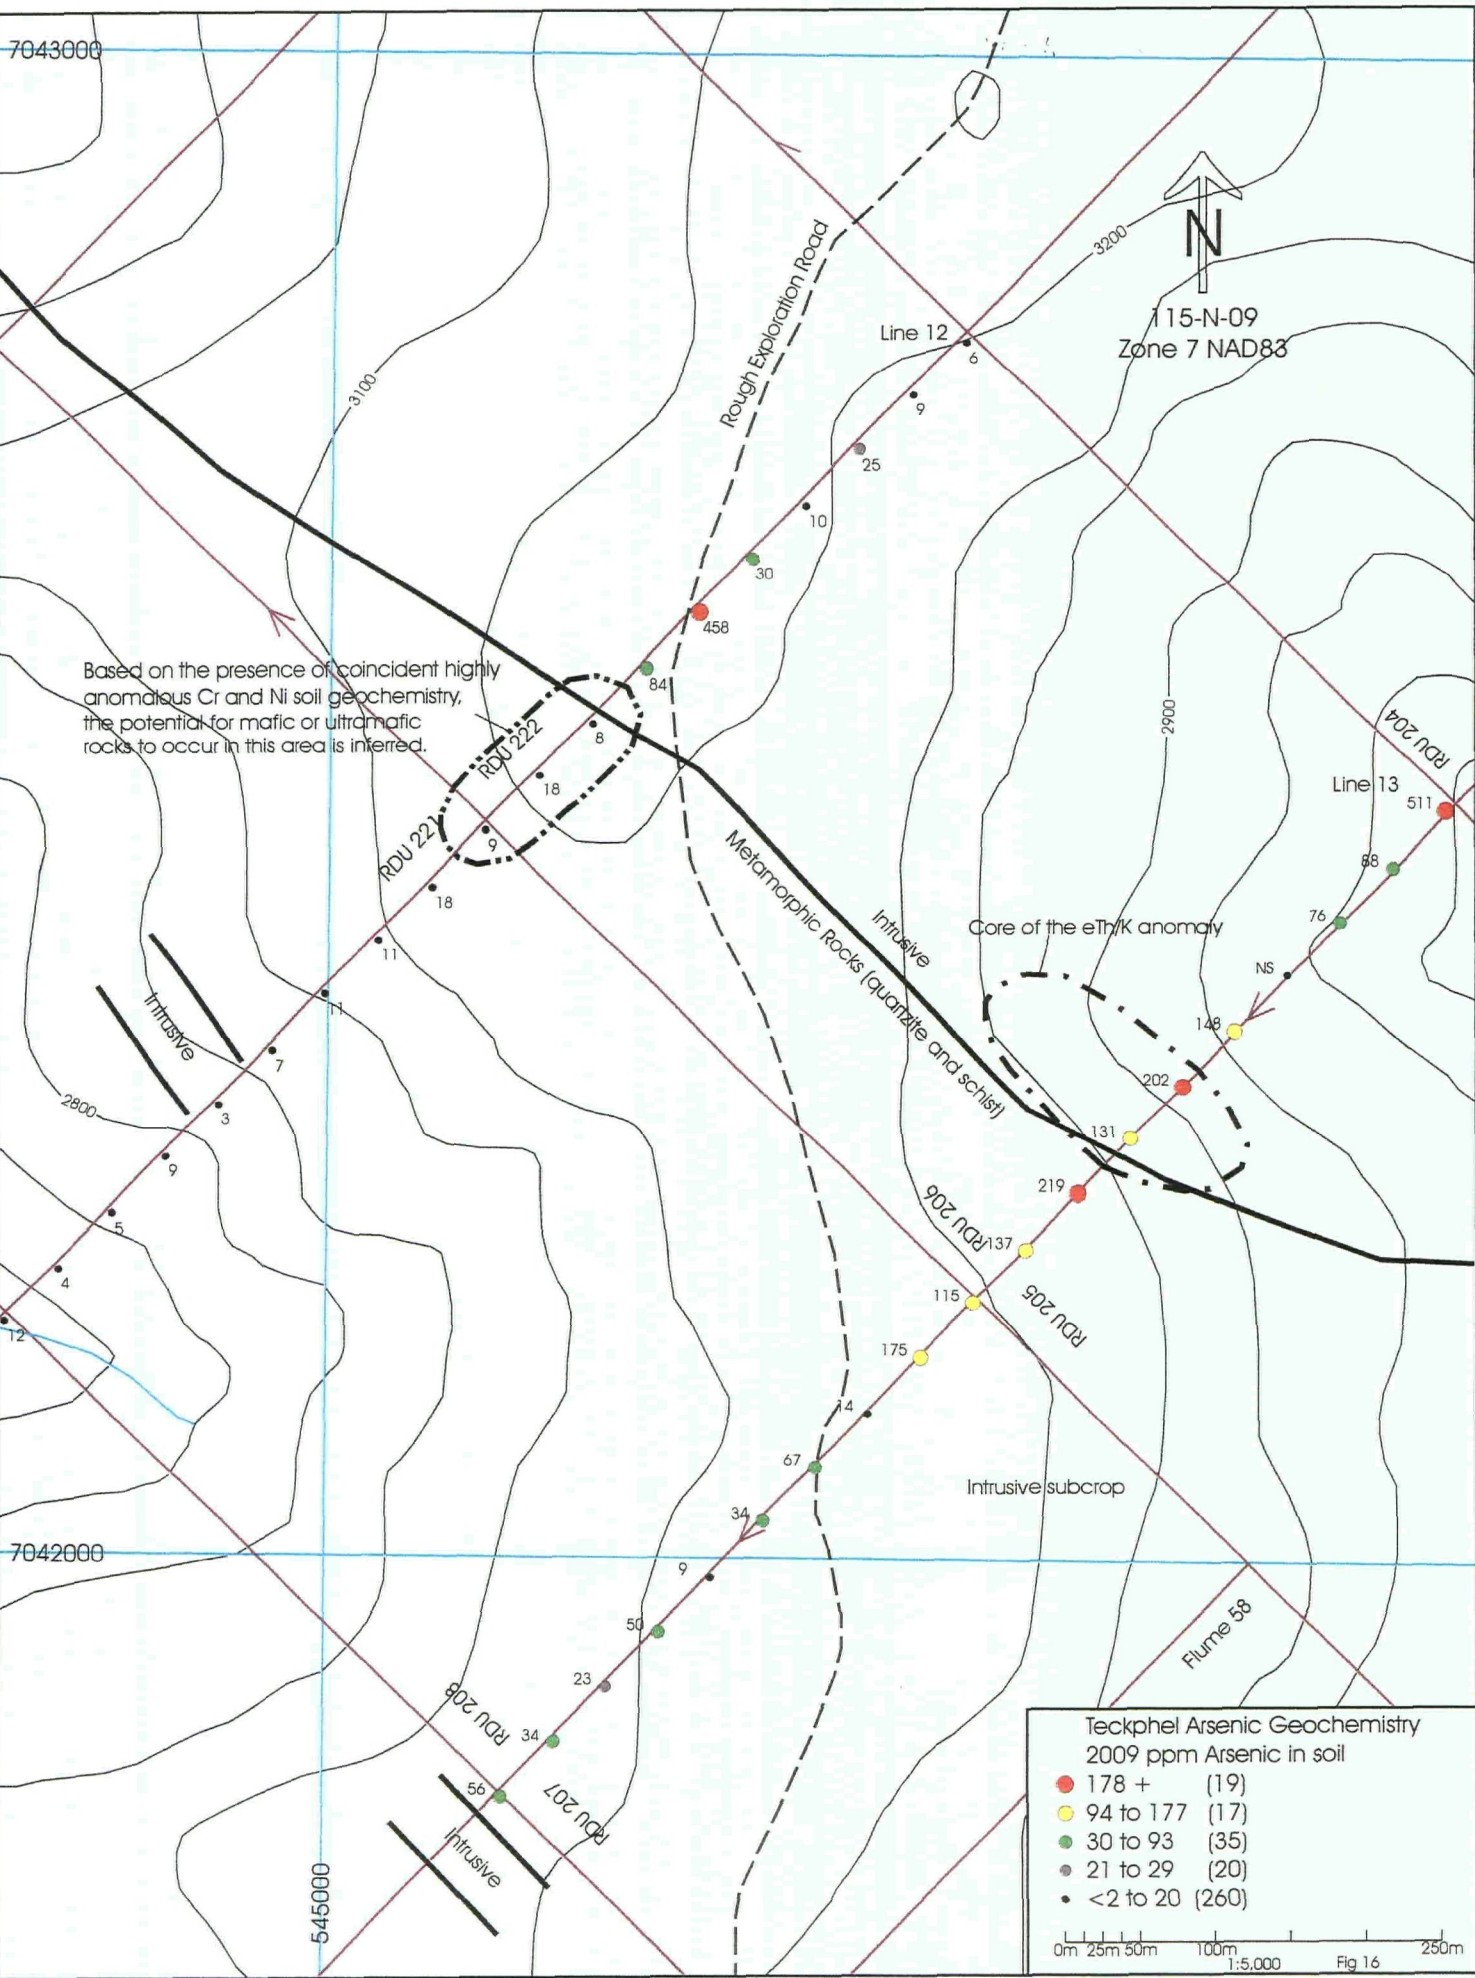 7043000
3200
N
115-N-09
Zone 7 NAD83
Rough Exploration Road
Line 12
6
9
25
10
30
458
84
3100
Based on the presence of coincident highly
anomalous Cr and Ni soil geochemistry,
the potential for mafic or ultramafic
rocks to occur in this area is inferred.
RDU 222
8
18
9
RDU 221
18
11
11
7
3
9
5
4
12
Intrusive
2800
2900
RDU 204
Line 13
511
88
76
NS
148
202
131
219
137
115
175
14
67
34
9
50
23
34
56
Metamorphic Rocks (quartzite and schist)
Intrusive
Core of the eTh/K anomaly
RDU 206
RDU 205
Intrusive subcrop
7042000
Flume 58
RDU 208
RDU 207
Intrusive
545000
Teckphel Arsenic Geochemistry
2009 ppm Arsenic in soil
178 + (19)
94 to 177 (17)
30 to 93 (35)
21 to 29 (20)
<2 to 20 (260)
0m 25m 50m 100m 250m
1:5,000 Fig 16